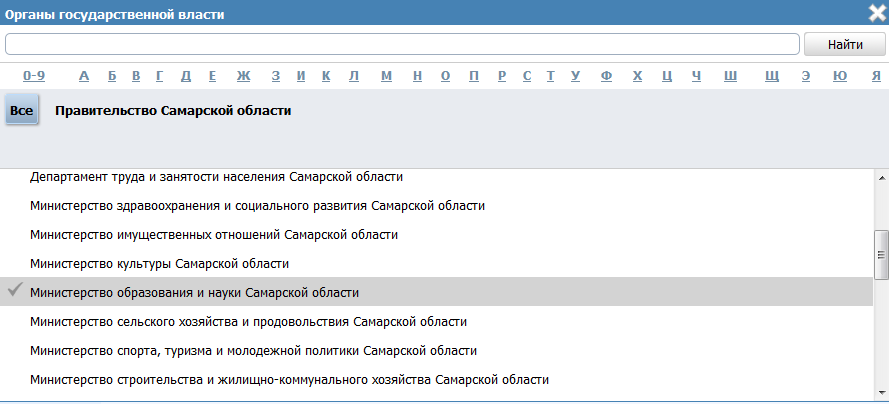 Органы государственной власти
Найти
0-9 А Б В Г Д Е Ж З И К Л М Н О П Р С Т У Ф Х Ц Ч Ш Щ Э Ю Я
Все Правительство Самарской области
Департамент труда и занятости населения Самарской области
Министерство здравоохранения и социального развития Самарской области
Министерство имущественных отношений Самарской области
Министерство культуры Самарской области
Министерство образования и науки Самарской области
Министерство сельского хозяйства и продовольствия Самарской области
Министерство спорта, туризма и молодежной политики Самарской области
Министерство строительства и жилищно-коммунального хозяйства Самарской области